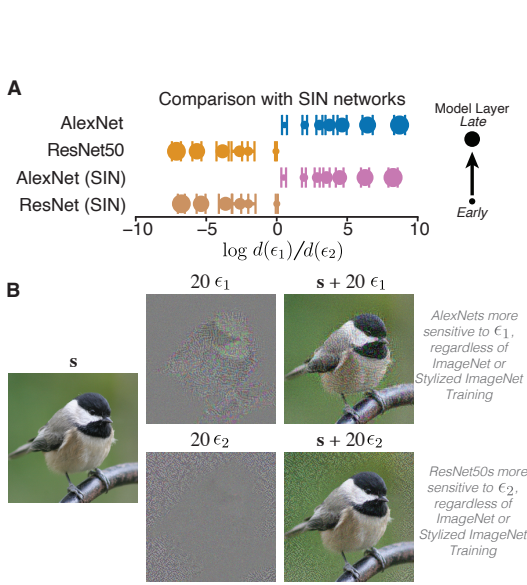 A
Comparison with SIN networks
AlexNet
ResNet50
AlexNet (SIN)
ResNet (SIN)
−10
−5
0
5
10
log d(ϵ₁)/d(ϵ₂)
Model Layer
Late
Early
B
s
20 ϵ₁
s + 20 ϵ₁
AlexNets more
sensitive to ϵ₁,
regardless of
ImageNet or
Stylized ImageNet
Training
20 ϵ₂
s + 20ϵ₂
ResNet50s more
sensitive to ϵ₂,
regardless of
ImageNet or
Stylized ImageNet
Training